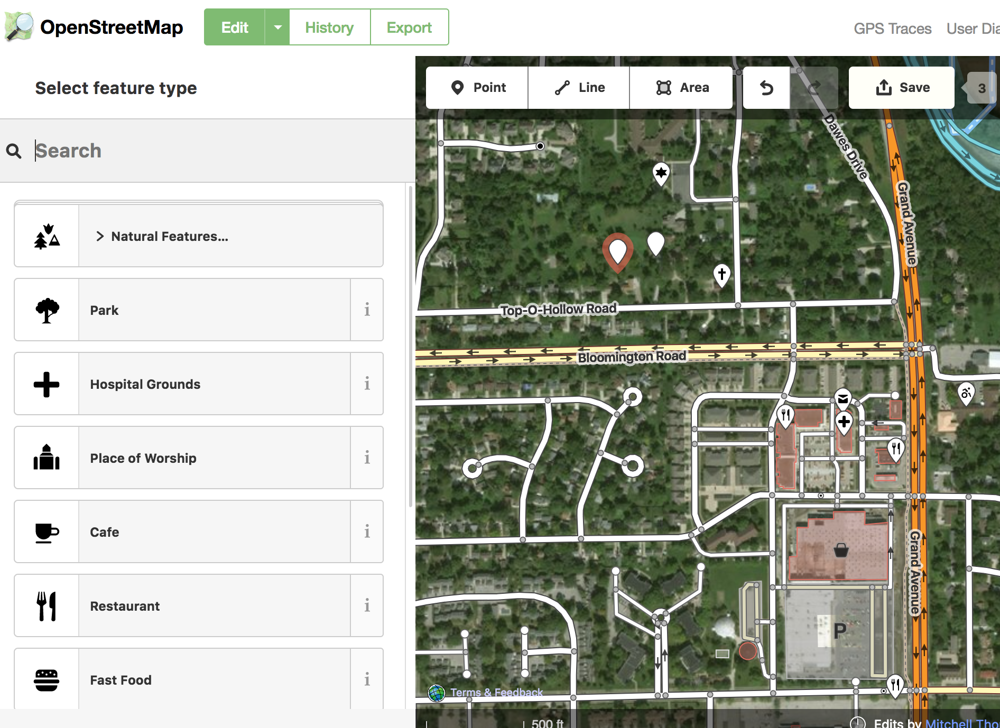 OpenStreetMap
Edit
History
Export
GPS Traces
User Dia
Select feature type
Point
Line
Area
Save
3
Search
Natural Features...
Park
i
Hospital Grounds
i
Place of Worship
i
Cafe
i
Restaurant
i
Fast Food
i
Dawes Drive
Grand Avenue
Top-O-Hollow Road
Bloomington Road
Grand Avenue
P
Terms & Feedback
500 ft
Edits by Mitchell Tho